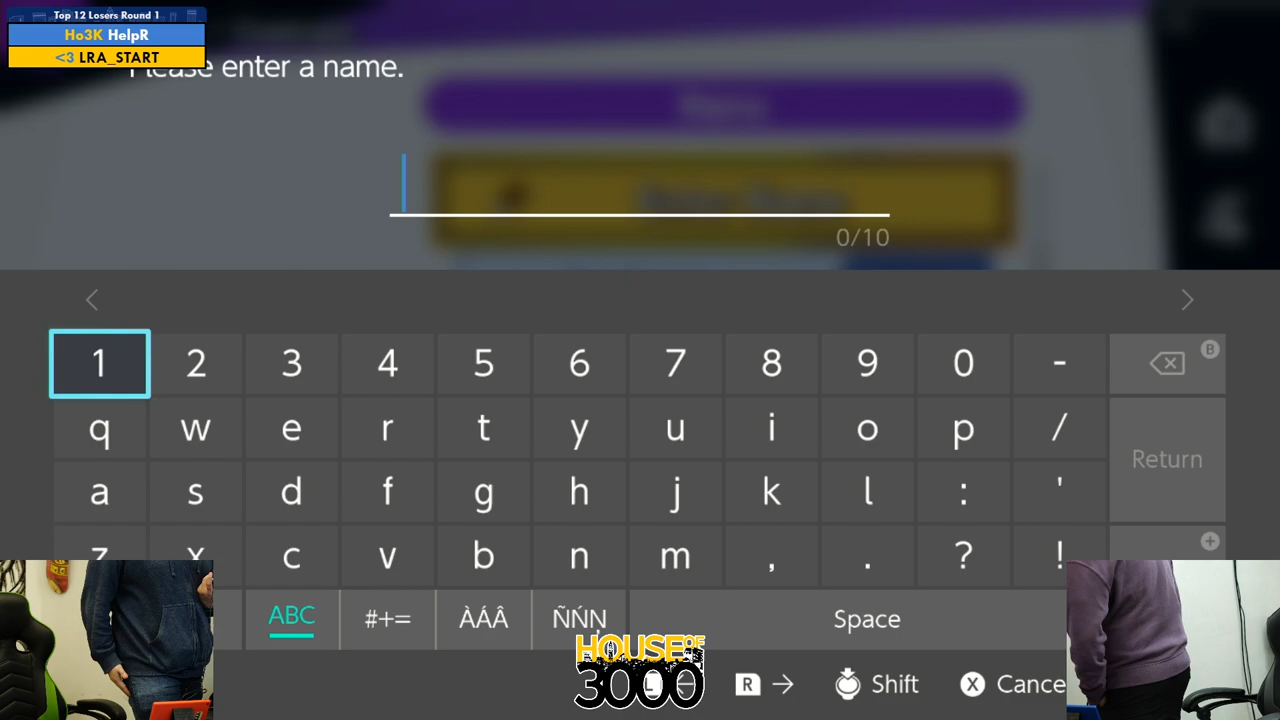 Top 12 Losers Round 1
Ho3K HelpR
<3 LRA_START
Please enter a name.
0/10
1 2 3 4 5 6 7 8 9 0 - B
q w e r t y u i o p /
Return
a s d f g h j k l : '
z x c v b n m , . ? ! +
ABC #+= ÀÁÂ ÑŃŅ Space
HOUSE OF
3000
L R → Shift X Cance